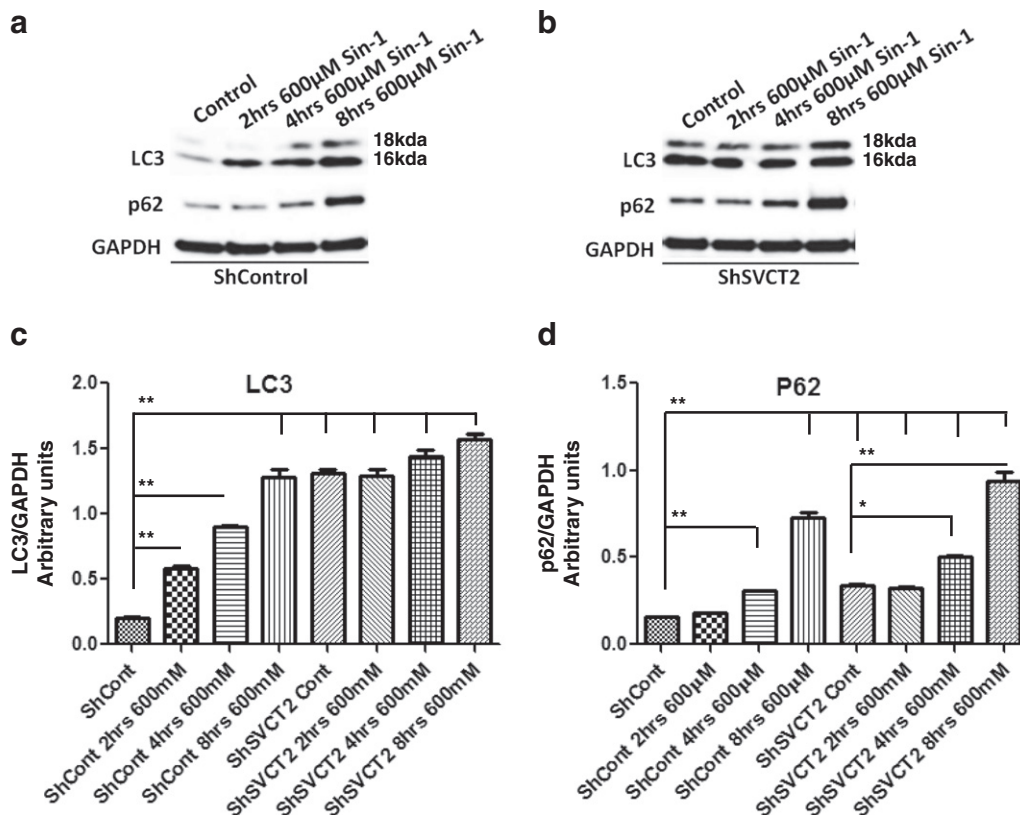 a
Control
2hrs 600µM Sin-1
4hrs 600µM Sin-1
8hrs 600µM Sin-1
18kda
LC3
16kda
p62
GAPDH
ShControl
b
Control
2hrs 600µM Sin-1
4hrs 600µM Sin-1
8hrs 600µM Sin-1
18kda
LC3
16kda
p62
GAPDH
ShSVCT2
c
LC3
LC3/GAPDH
Arbitrary units
2.0
1.5
1.0
0.5
0.0
**
**
**
ShCont
ShCont 2hrs 600mM
ShCont 4hrs 600mM
ShCont 8hrs 600mM
ShSVCT2 Cont
ShSVCT2 2hrs 600mM
ShSVCT2 4hrs 600mM
ShSVCT2 8hrs 600mM
d
P62
p62/GAPDH
Arbitrary units
1.5
1.0
0.5
0.0
**
**
**
*
ShCont
ShCont 2hrs 600µM
ShCont 4hrs 600µM
ShCont 8hrs 600µM
ShSVCT2 Cont
ShSVCT2 2hrs 600mM
ShSVCT2 4hrs 600mM
ShSVCT2 8hrs 600mM